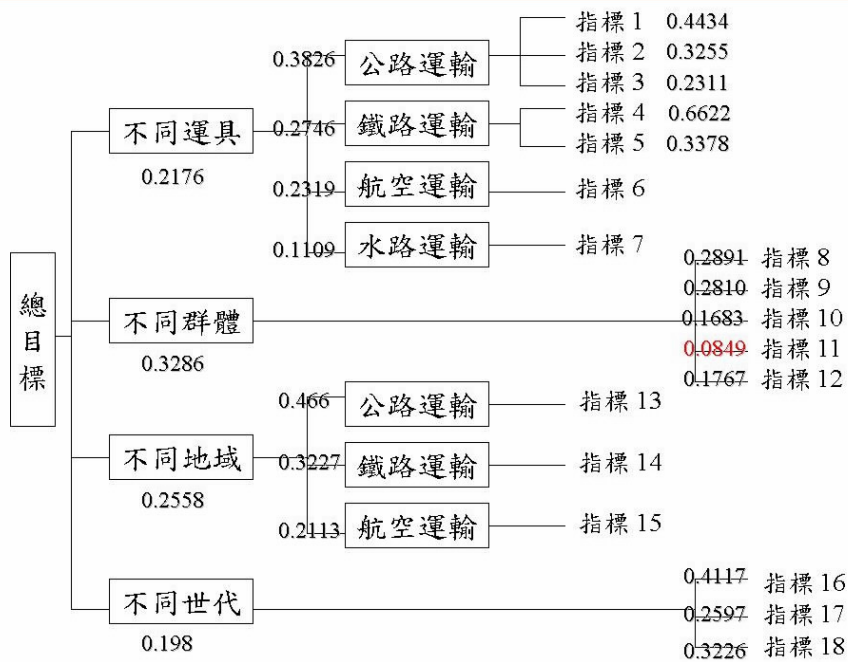 指標 1 0.4434
0.3826 公路運輸 指標 2 0.3255
指標 3 0.2311
不同運具 0.2746 鐵路運輸 指標 4 0.6622
0.2176 指標 5 0.3378
0.2319 航空運輸 指標 6
0.1109 水路運輸 指標 7
總目標
0.2891 指標 8
0.2810 指標 9
不同群體 0.1683 指標 10
0.3286 0.0849 指標 11
0.1767 指標 12
0.466 公路運輸 指標 13
不同地域 0.3227 鐵路運輸 指標 14
0.2558
0.2113 航空運輸 指標 15
0.4117 指標 16
不同世代 0.2597 指標 17
0.198 0.3226 指標 18